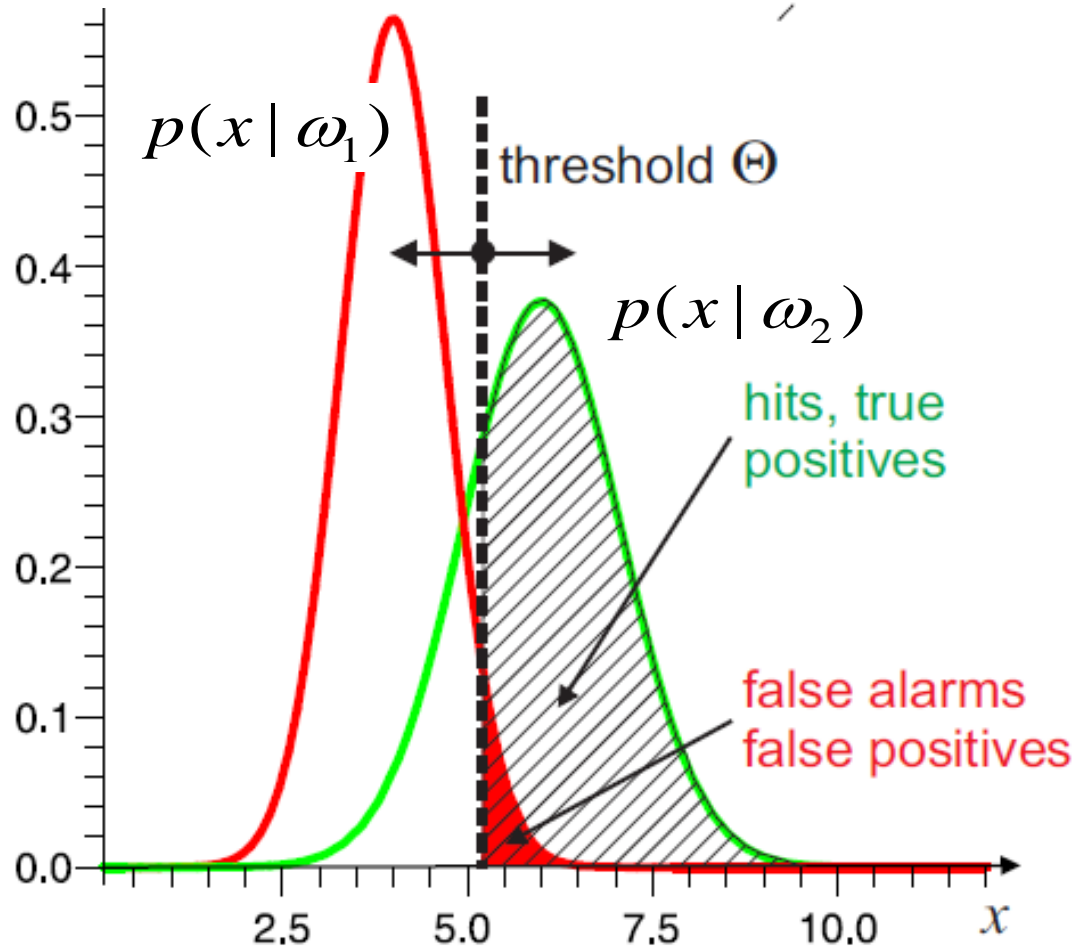 0.5
p(x | ω₁)
threshold Θ
0.4
p(x | ω₂)
hits, true
positives
0.3
0.2
false alarms
false positives
0.1
0.0
2.5 5.0 7.5 10.0 x